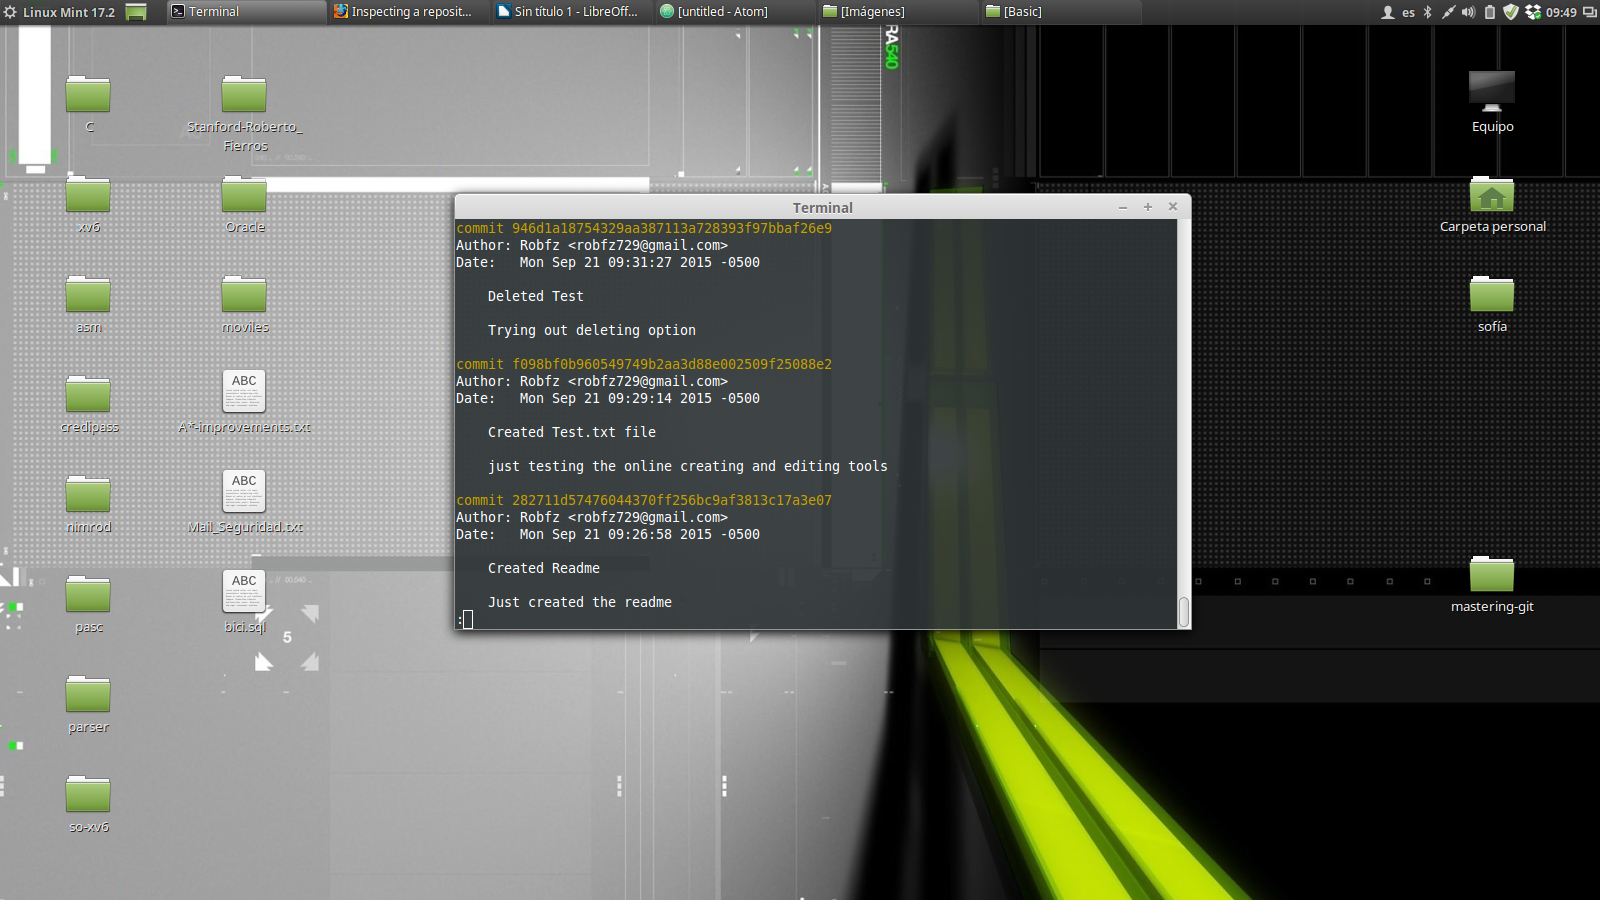 Linux Mint 17.2
Terminal
Inspecting a reposit...
Sin título 1 - LibreOff...
[untitled - Atom]
[Imágenes]
[Basic]
es
09:49
RA540
C
Stanford-Roberto_
Fierros
Equipo
xv6
Oracle
Carpeta personal
asm
moviles
sofía
credipass
ABC
A*-improvements.txt
nimrod
ABC
Mail_Seguridad.txt
pasc
ABC
bici.sql
mastering-git
5
parser
so-xv6
Terminal
commit 946d1a18754329aa387113a728393f97bbaf26e9
Author: Robfz <robfz729@gmail.com>
Date:   Mon Sep 21 09:31:27 2015 -0500
Deleted Test
Trying out deleting option
commit f098bf0b960549749b2aa3d88e002509f25088e2
Author: Robfz <robfz729@gmail.com>
Date:   Mon Sep 21 09:29:14 2015 -0500
Created Test.txt file
just testing the online creating and editing tools
commit 282711d57476044370ff256bc9af3813c17a3e07
Author: Robfz <robfz729@gmail.com>
Date:   Mon Sep 21 09:26:58 2015 -0500
Created Readme
Just created the readme
: